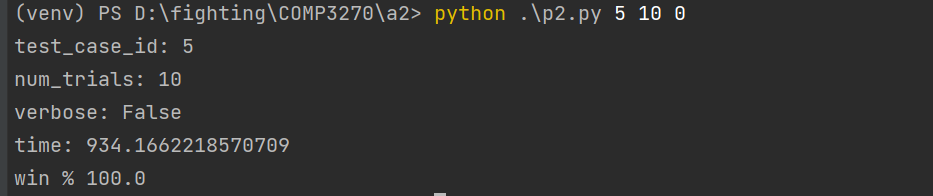 (venv) PS D:\fighting\COMP3270\a2> python .\p2.py 5 10 0
test_case_id: 5
num_trials: 10
verbose: False
time: 934.1662218570709
win % 100.0